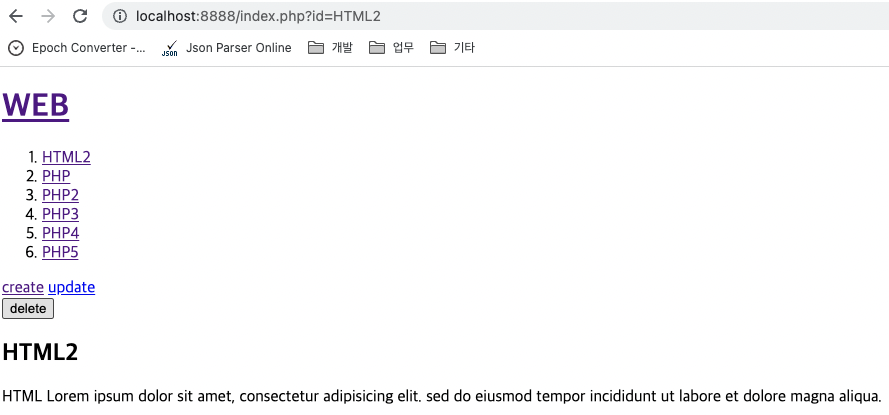 localhost:8888/index.php?id=HTML2
Epoch Converter -... JSON Json Parser Online 개발 업무 기타
WEB
1. HTML2
2. PHP
3. PHP2
4. PHP3
5. PHP4
6. PHP5
create update
delete
HTML2
HTML Lorem ipsum dolor sit amet, consectetur adipisicing elit. sed do eiusmod tempor incididunt ut labore et dolore magna aliqua.